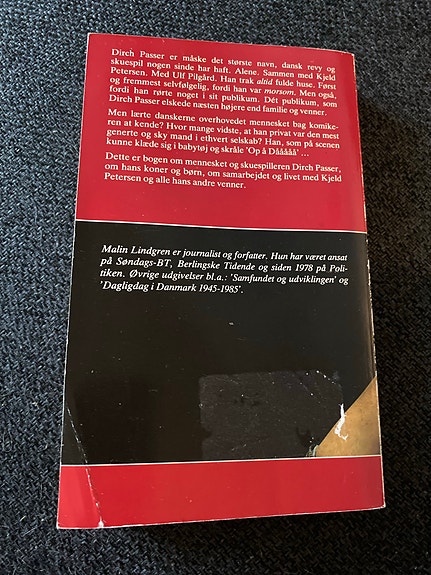 Dirch Passer er måske det største navn, dansk revy og
skuespil nogen sinde har haft. Alene. Sammen med Kjeld
Petersen. Med Ulf Pilgård. Han trak altid fulde huse. Først
og fremmest selvfølgelig, fordi han var morsom. Men også,
fordi han rørte noget i sit publikum. Dét publikum, som
Dirch Passer elskede næsten højere end familie og venner.
Men lærte danskerne overhovedet mennesket bag komike-
ren at kende? Hvor mange vidste, at han privat var den mest
generte og sky mand i ethvert selskab? Han, som på scenen
kunne klæde sig i babytøj og skråle 'Op å Dååååå' ...
Dette er bogen om mennesket og skuespilleren Dirch Passer,
om hans koner og børn, om samarbejdet og livet med Kjeld
Petersen og alle hans andre venner.
Malin Lindgren er journalist og forfatter. Hun har været ansat
på Søndags-BT, Berlingske Tidende og siden 1978 på Poli-
tiken. Øvrige udgivelser bl.a.: 'Samfundet og udviklingen' og
'Dagligdag i Danmark 1945-1985'.